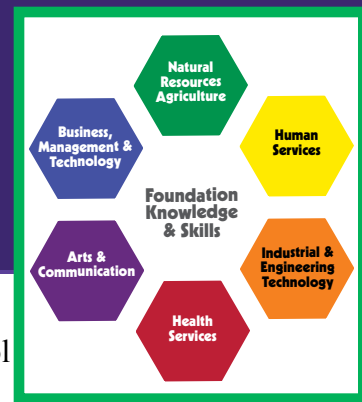 Natural
Resources
Agriculture
Business,
Management &
Technology
Human
Services
Foundation
Knowledge
& Skills
Arts &
Communication
Industrial &
Engineering
Technology
Health
Services